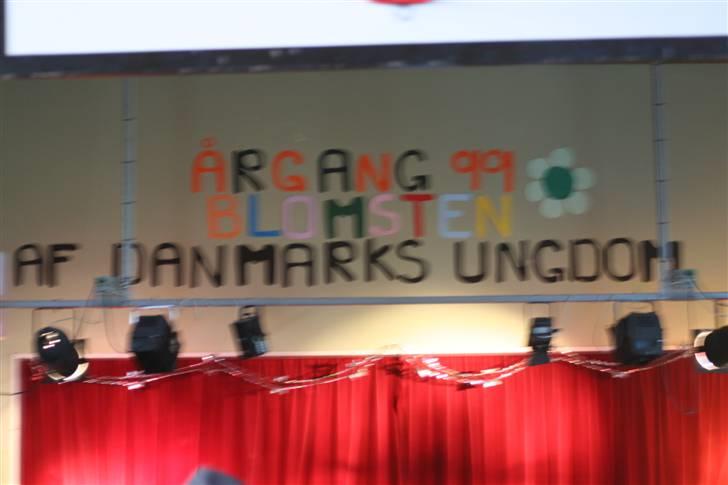 ÅRGANG 99
BLOMSTEN
AF DANMARKS UNGDOM